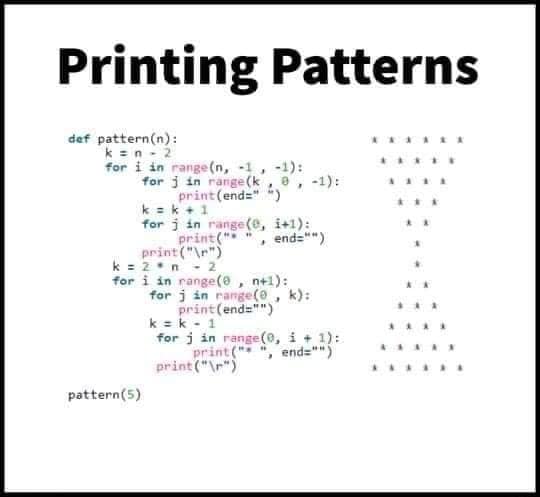 Printing Patterns
def pattern(n):
k = n - 2
for i in range(n, -1 , -1):
for j in range(k , 0 , -1):
print(end=" ")
k = k + 1
for j in range(0, i+1):
print("* " , end="")
print("\r")
k = 2 * n - 2
for i in range(0 , n+1):
for j in range(0 , k):
print(end="")
k = k - 1
for j in range(0, i + 1):
print("* ", end="")
print("\r")
pattern(5)
* * * * * *
* * * * *
* * * *
* * *
* *
*
*
* *
* * *
* * * *
* * * * *
* * * * * *